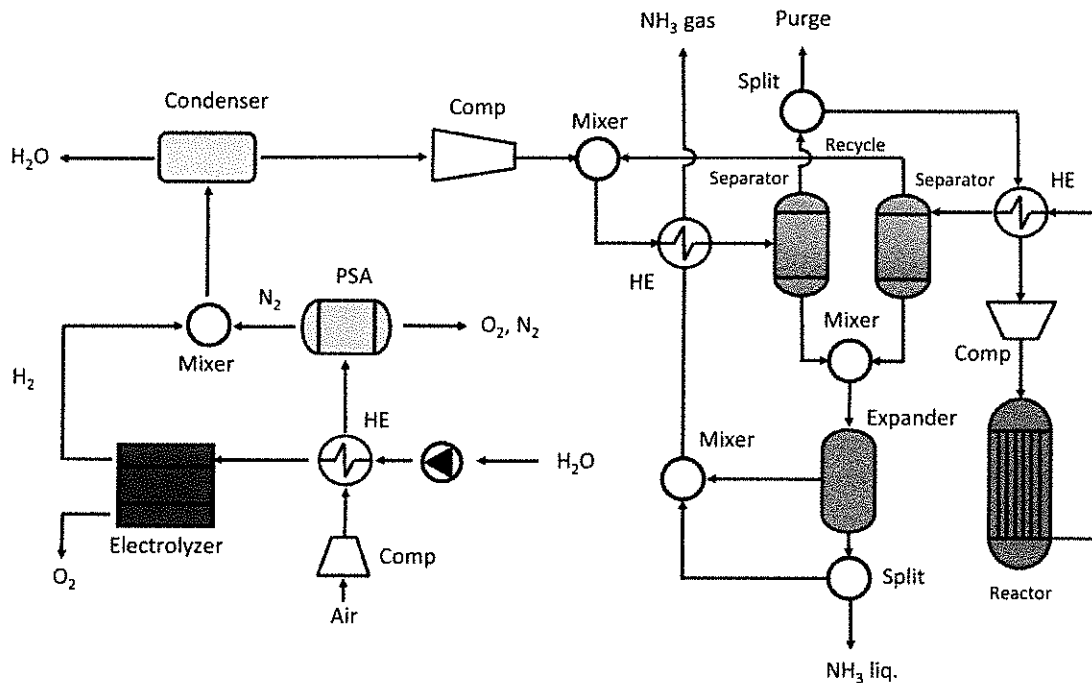 NH₃ gas
Purge
Split
Condenser
Comp
Mixer
H₂O
Recycle
Separator
Separator
HE
HE
PSA
N₂
O₂, N₂
Mixer
Mixer
Comp
H₂
HE
Expander
Mixer
H₂O
Electrolyzer
Comp
Split
O₂
Air
Reactor
NH₃ liq.